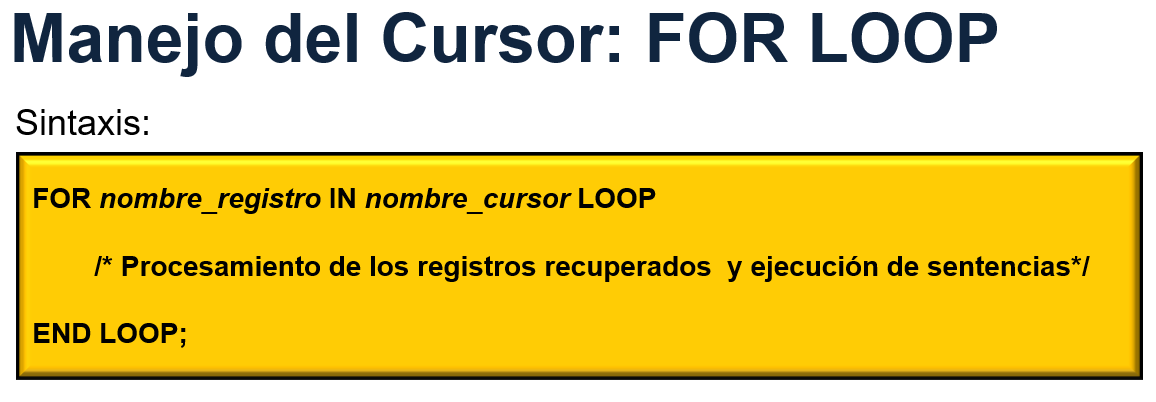 Manejo del Cursor: FOR LOOP
Sintaxis:
FOR nombre_registro IN nombre_cursor LOOP
/* Procesamiento de los registros recuperados  y ejecución de sentencias*/
END LOOP;